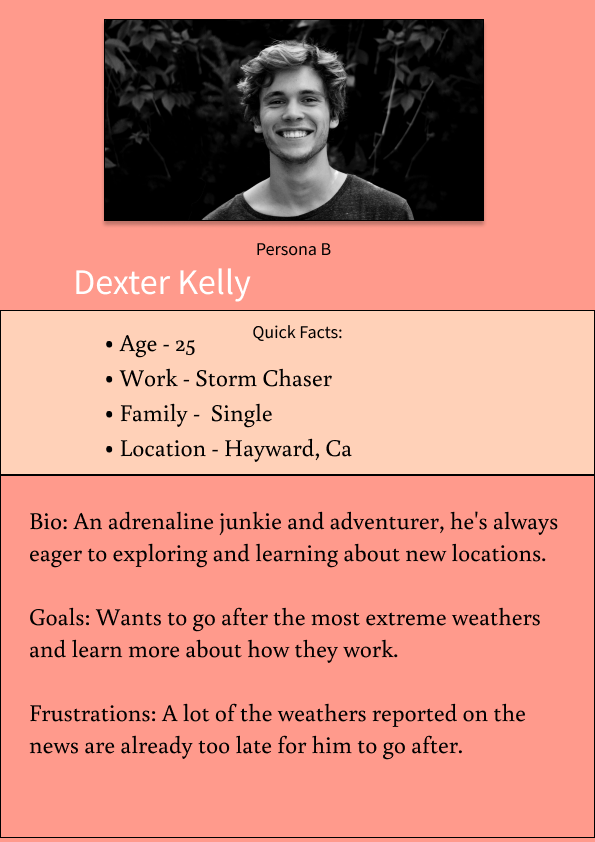 Persona B
Dexter Kelly
Quick Facts:
• Age - 25
• Work - Storm Chaser
• Family -  Single
• Location - Hayward, Ca
Bio: An adrenaline junkie and adventurer, he's always
eager to exploring and learning about new locations.
Goals: Wants to go after the most extreme weathers
and learn more about how they work.
Frustrations: A lot of the weathers reported on the
news are already too late for him to go after.